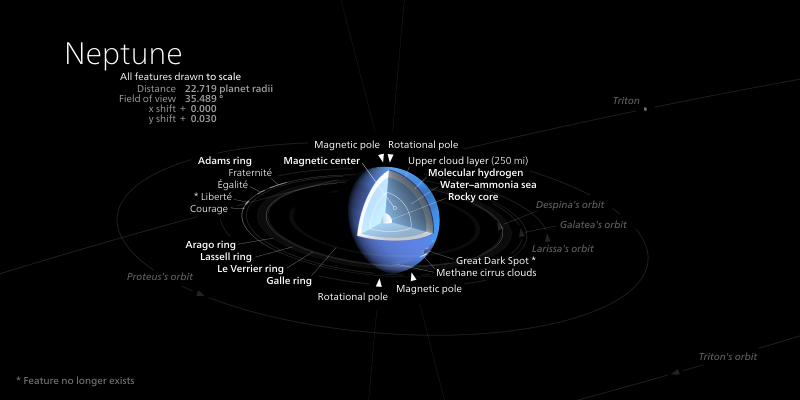 Neptune
All features drawn to scale
Distance 22.719 planet radii
Field of view 35.489 °
x shift + 0.000
y shift + 0.030
Triton
Magnetic pole Rotational pole
Adams ring
Magnetic center
Upper cloud layer (250 mi)
Fraternité
Molecular hydrogen
Égalité
Water–ammonia sea
* Liberté
Rocky core
Courage
Despina's orbit
Galatea's orbit
Arago ring
Larissa's orbit
Lassell ring
Great Dark Spot *
Le Verrier ring
Methane cirrus clouds
Proteus's orbit
Galle ring
Magnetic pole
Rotational pole
Triton's orbit
* Feature no longer exists